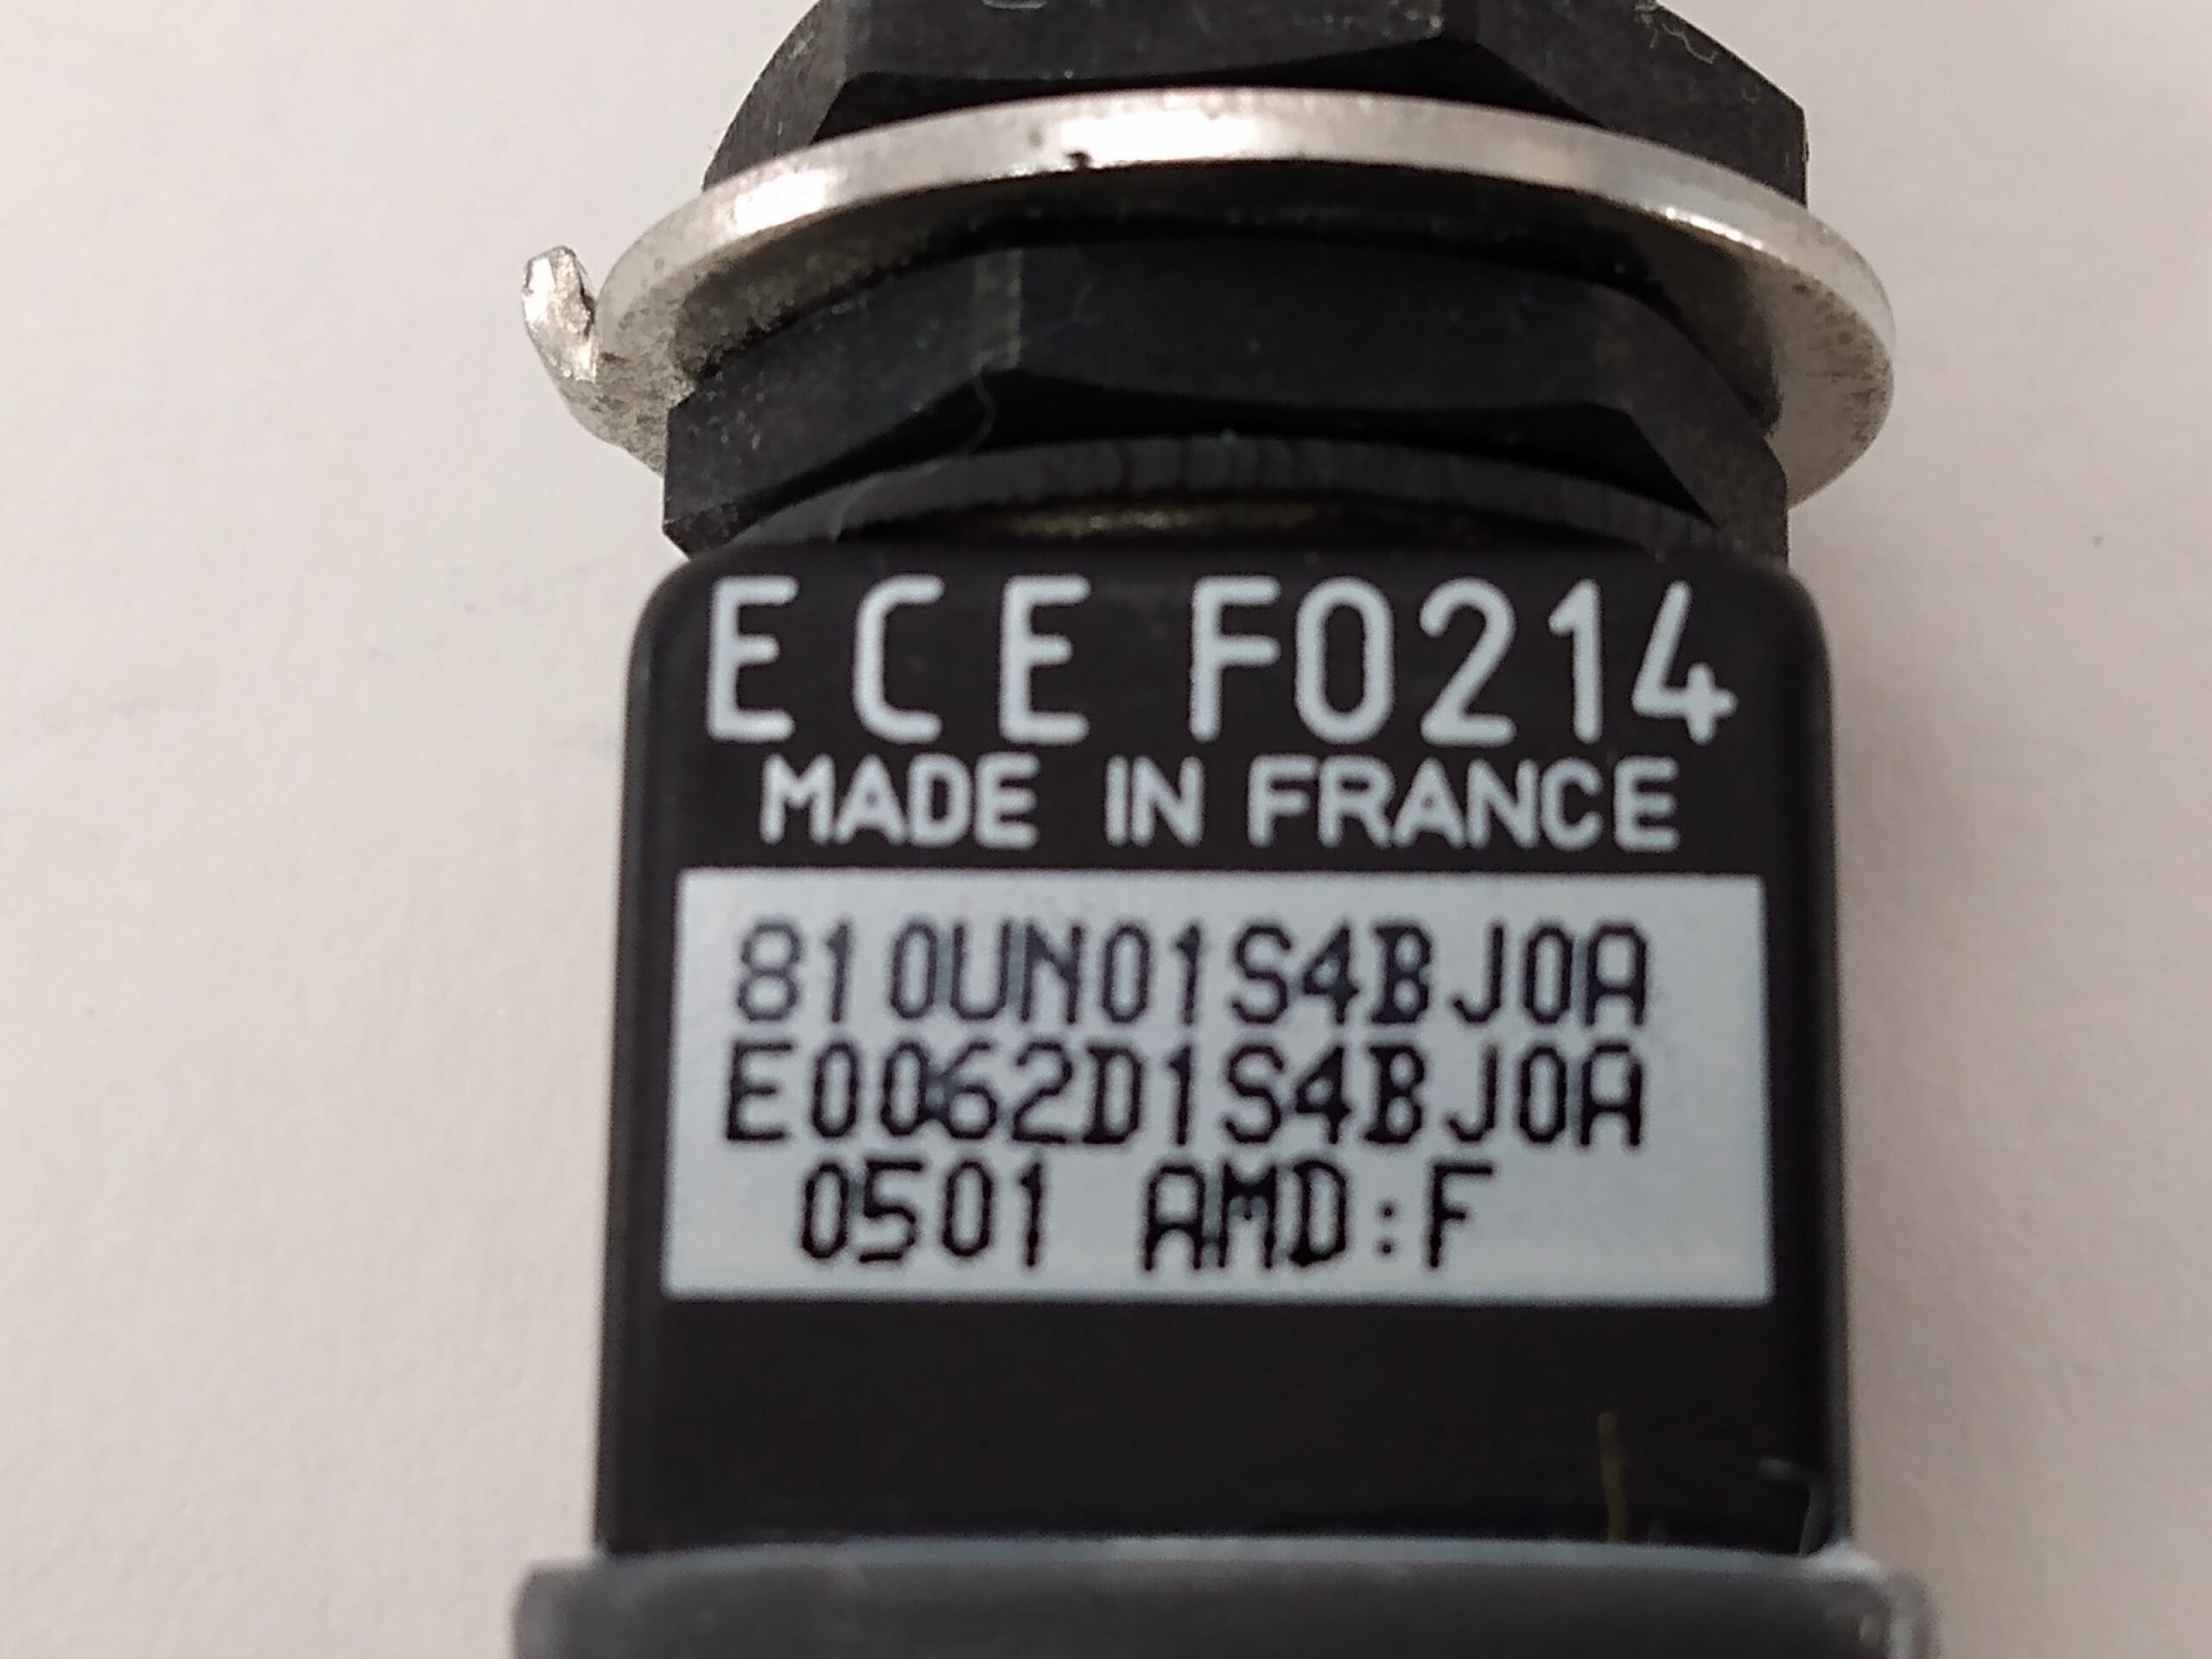 ECE F0214
MADE IN FRANCE
810UN01S4BJ0A
E0062D1S4BJ0A
0501 AMD:F